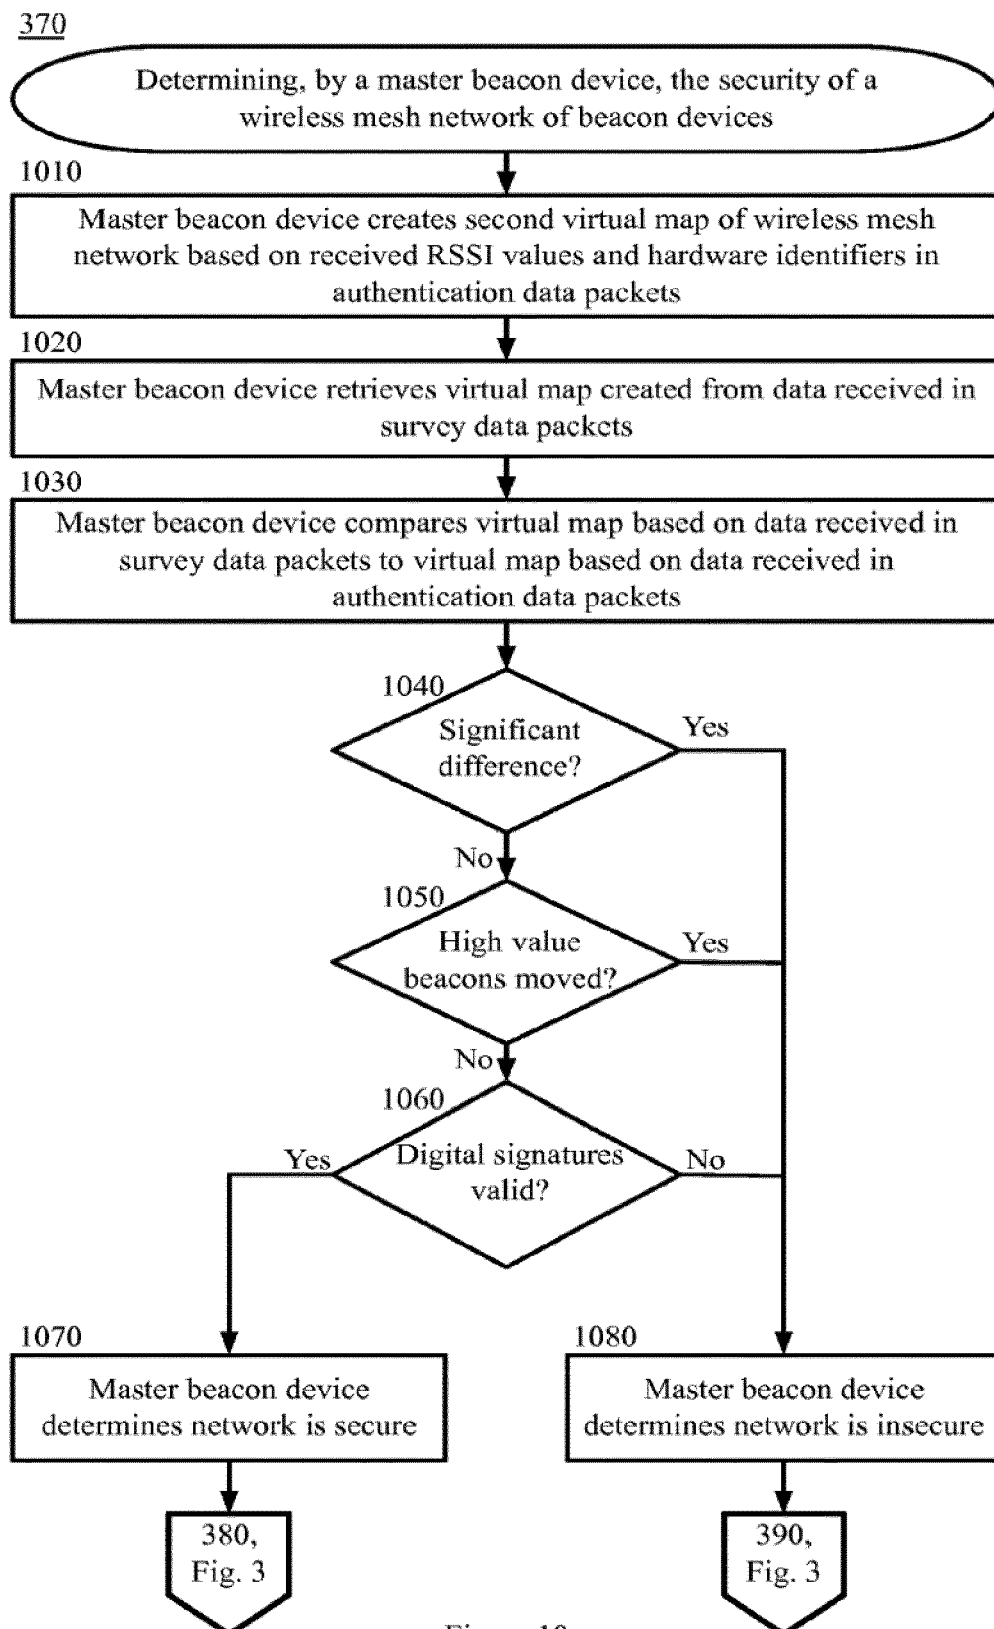 370
Determining, by a master beacon device, the security of a
wireless mesh network of beacon devices
1010
Master beacon device creates second virtual map of wireless mesh
network based on received RSSI values and hardware identifiers in
authentication data packets
1020
Master beacon device retrieves virtual map created from data received in
survey data packets
1030
Master beacon device compares virtual map based on data received in
survey data packets to virtual map based on data received in
authentication data packets
1040
Significant
difference?
Yes
No
1050
High value
beacons moved?
Yes
No
1060
Digital signatures
valid?
Yes
No
1070
Master beacon device
determines network is secure
1080
Master beacon device
determines network is insecure
380,
Fig. 3
390,
Fig. 3